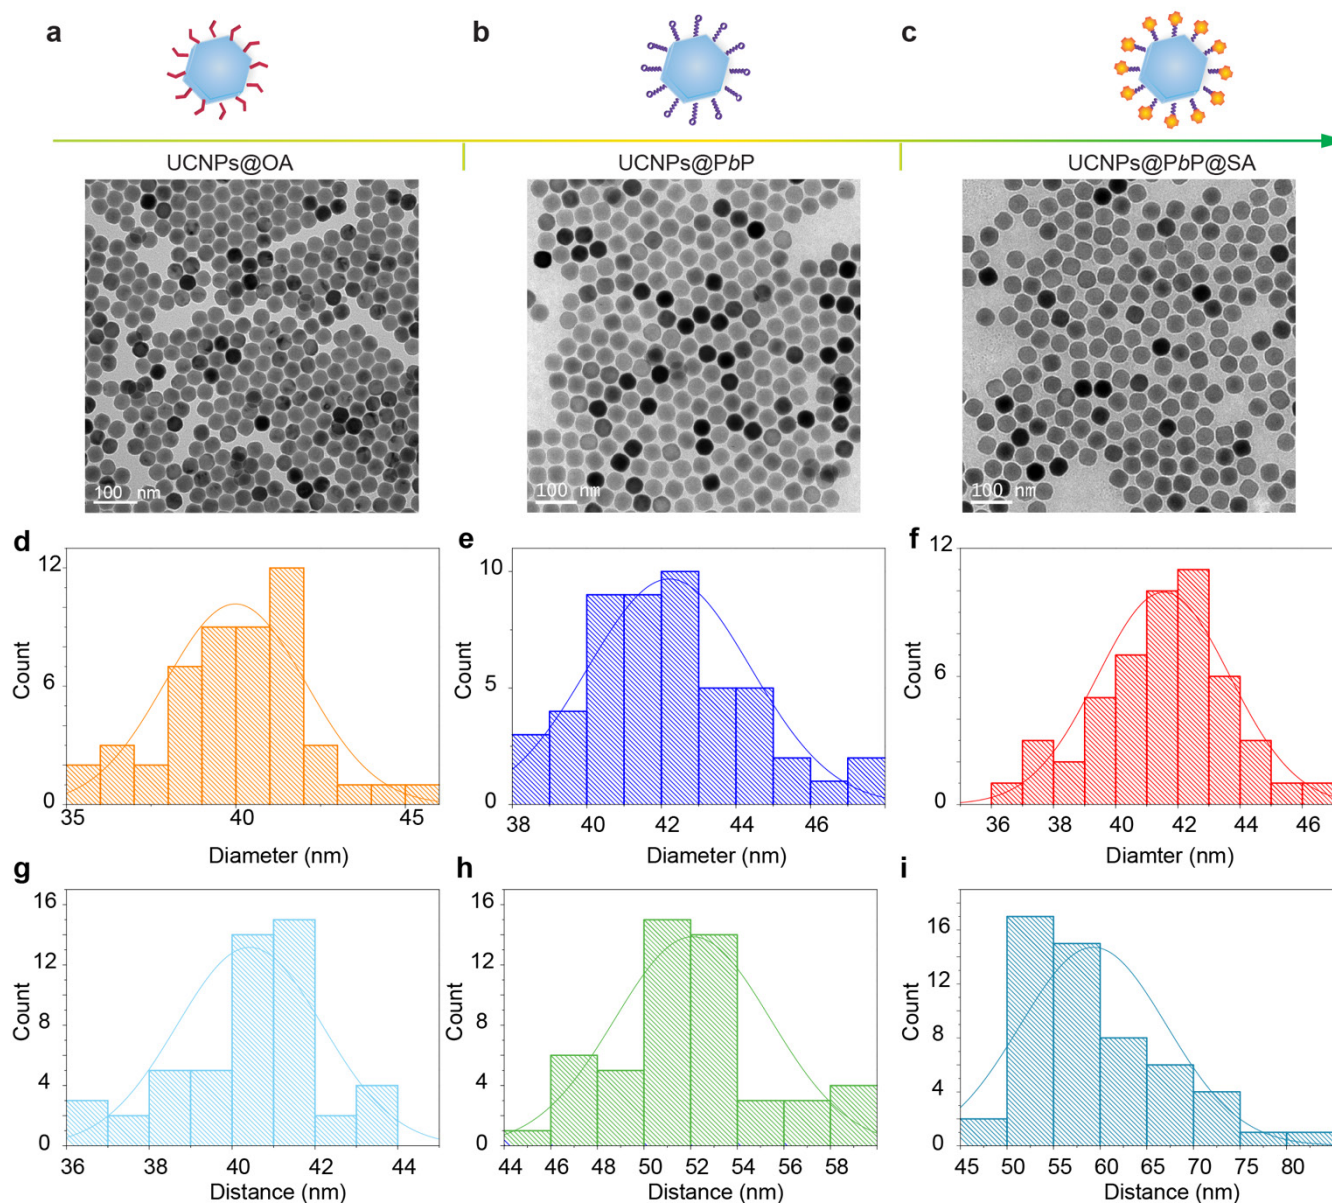 a b c
UCNPs@OA UCNPs@PbP UCNPs@PbP@SA
100 nm 100 nm 100 nm
d e f
12
6
0
Count
35 40 45
Diameter (nm)
10
5
0
Count
38 40 42 44 46
Diameter (nm)
12
6
0
Count
36 38 40 42 44 46
Diamter (nm)
g h i
16
12
8
4
0
Count
36 38 40 42 44
Distance (nm)
16
12
8
4
0
Count
44 46 48 50 52 54 56 58
Distance (nm)
16
12
8
4
0
Count
45 50 55 60 65 70 75 80
Distance (nm)